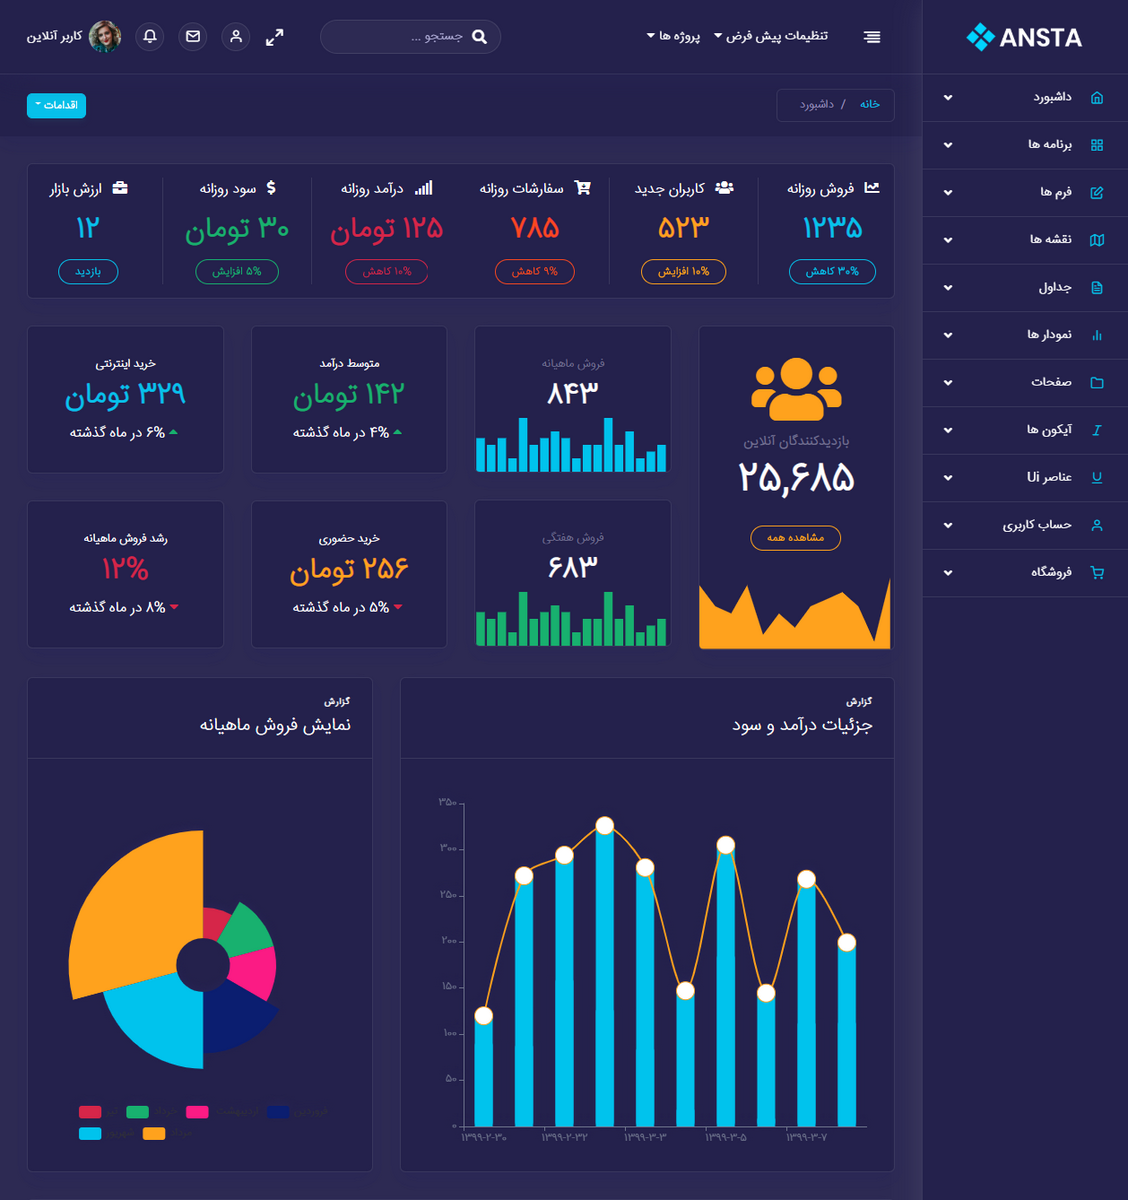 ANSTA
داشبورد
برنامه ها
فرم ها
نقشه ها
جداول
نمودار ها
صفحات
آیکون ها
عناصر Ui
حساب کاربری
فروشگاه
تنظیمات پیش فرض
پروژه ها
جستجو ...
کاربر آنلاین
خانه / داشبورد
اقدامات
فروش روزانه
۱۲۳۵
۳۰% کاهش
کاربران جدید
۵۲۳
۱۰% افزایش
سفارشات روزانه
۷۸۵
۹% کاهش
درآمد روزانه
۱۲۵ تومان
۱۰% کاهش
سود روزانه
۳۰ تومان
۵% افزایش
ارزش بازار
۱۲
بازدید
بازدیدکنندگان آنلاین
۲۵,۶۸۵
مشاهده همه
فروش ماهیانه
۸۴۳
متوسط درآمد
۱۴۲ تومان
۴% در ماه گذشته
خرید اینترنتی
۳۲۹ تومان
۶% در ماه گذشته
فروش هفتگی
۶۸۳
خرید حضوری
۲۵۶ تومان
۵% در ماه گذشته
رشد فروش ماهیانه
۱۲%
۸% در ماه گذشته
گزارش
جزئیات درآمد و سود
۳۵۰
۳۰۰
۲۵۰
۲۰۰
۱۵۰
۱۰۰
۵۰
۰
۱۳۹۹-۲-۳۰
۱۳۹۹-۲-۳۲
۱۳۹۹-۳-۳
۱۳۹۹-۳-۵
۱۳۹۹-۳-۷
گزارش
نمایش فروش ماهیانه